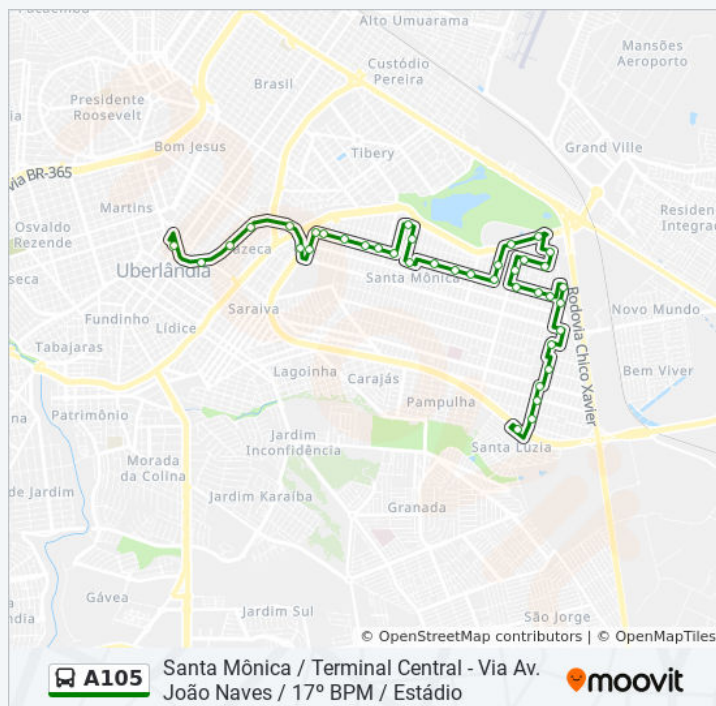 Alto Umuarama
Custódio
Pereira
Mansões
Aeroporto
Brasil
Presidente
Roosevelt
Bom Jesus
Tibery
Grand Ville
via BR-365
Martins
Residen
Integrac
Osvaldo
Rezende
Uberlândia
Santa Mônica
Saraiva
Fundinho
Lídice
Novo Mundo
Rodovia Chico Xavier
Tabajaras
Lagoinha
Carajás
Bem Viver
Patrimônio
Pampulha
Jardim
Inconfidência
Santa Luzia
Morada
da Colina
de Jardim
Jardim Karaíba
Granada
Gávea
Jardim Sul
São Jorge
© OpenStreetMap contributors | © OpenMapTiles
A105
Santa Mônica / Terminal Central - Via Av.
João Naves / 17º BPM / Estádio
moovit